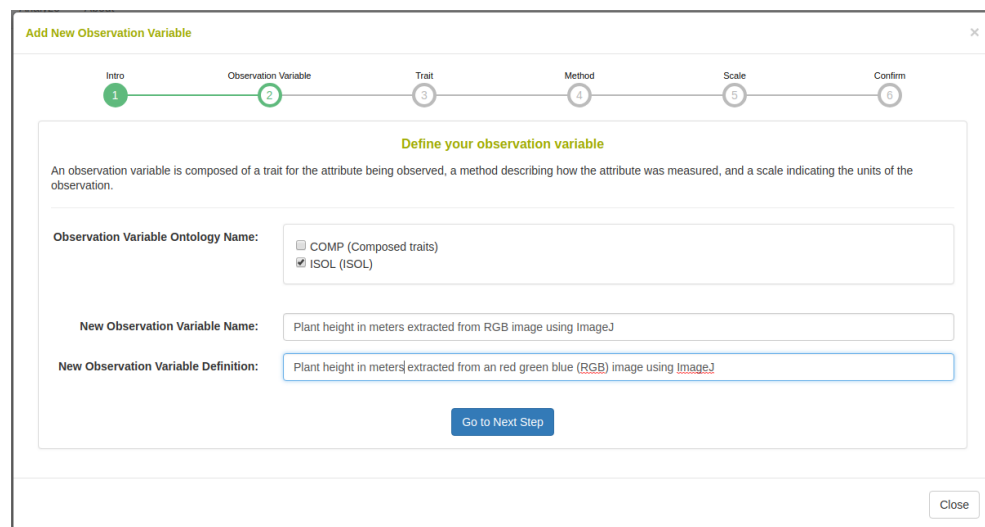 Add New Observation Variable
×
Intro
Observation Variable
Trait
Method
Scale
Confirm
1
2
3
4
5
6
Define your observation variable
An observation variable is composed of a trait for the attribute being observed, a method describing how the attribute was measured, and a scale indicating the units of the
observation.
Observation Variable Ontology Name:
COMP (Composed traits)
ISOL (ISOL)
New Observation Variable Name:
Plant height in meters extracted from RGB image using ImageJ
New Observation Variable Definition:
Plant height in meters extracted from an red green blue (RGB) image using ImageJ
Go to Next Step
Close